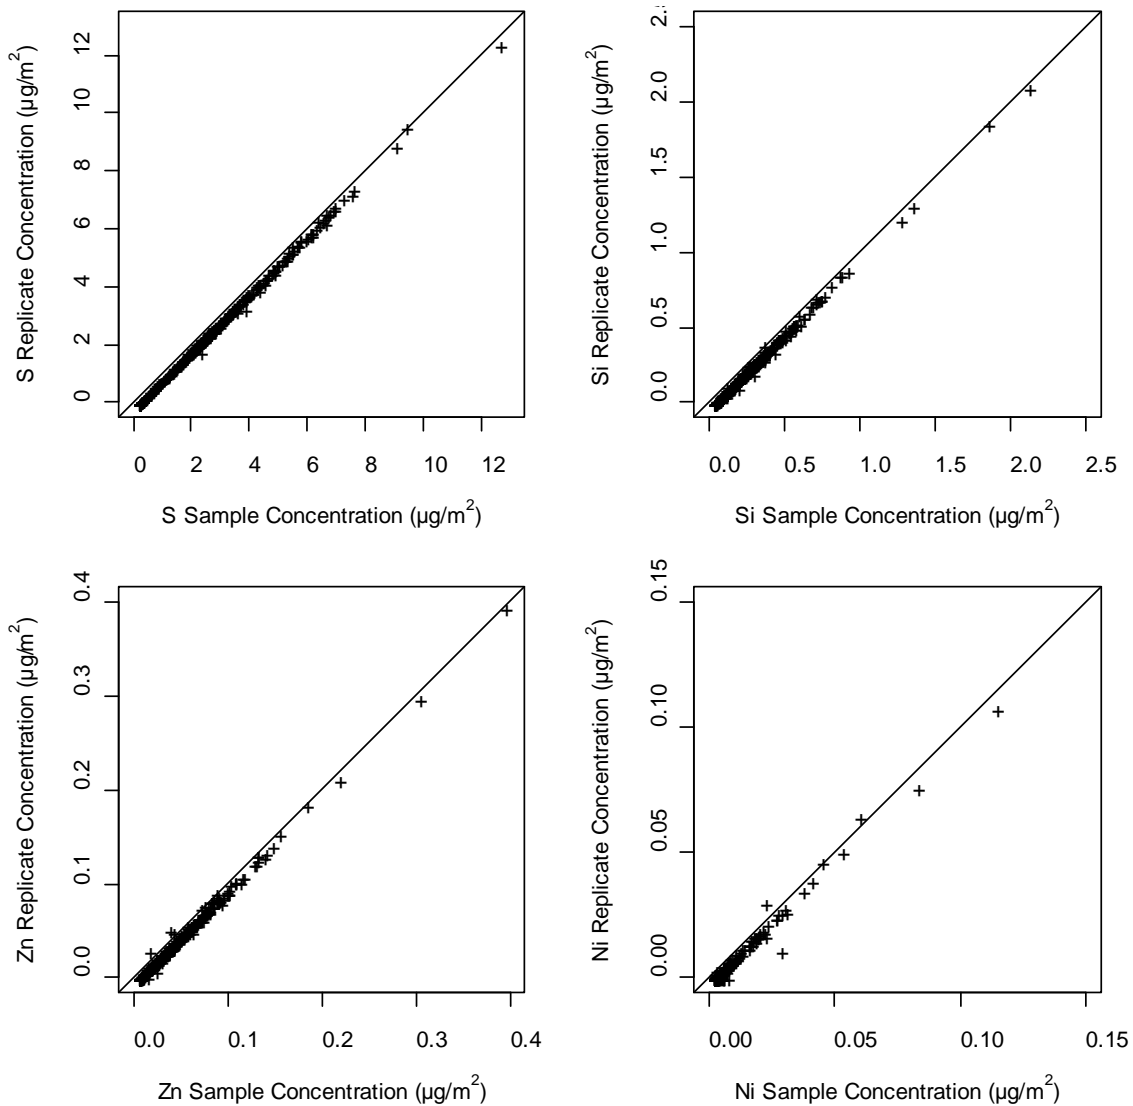 S Replicate Concentration (µg/m²)
0 2 4 6 8 10 12
0 2 4 6 8 10 12
S Sample Concentration (µg/m²)
Si Replicate Concentration (µg/m²)
0.0 0.5 1.0 1.5 2.0
0.0 0.5 1.0 1.5 2.0 2.5
Si Sample Concentration (µg/m²)
Zn Replicate Concentration (µg/m²)
0.0 0.1 0.2 0.3 0.4
0.0 0.1 0.2 0.3 0.4
Zn Sample Concentration (µg/m²)
Ni Replicate Concentration (µg/m²)
0.00 0.05 0.10 0.15
0.00 0.05 0.10 0.15
Ni Sample Concentration (µg/m²)